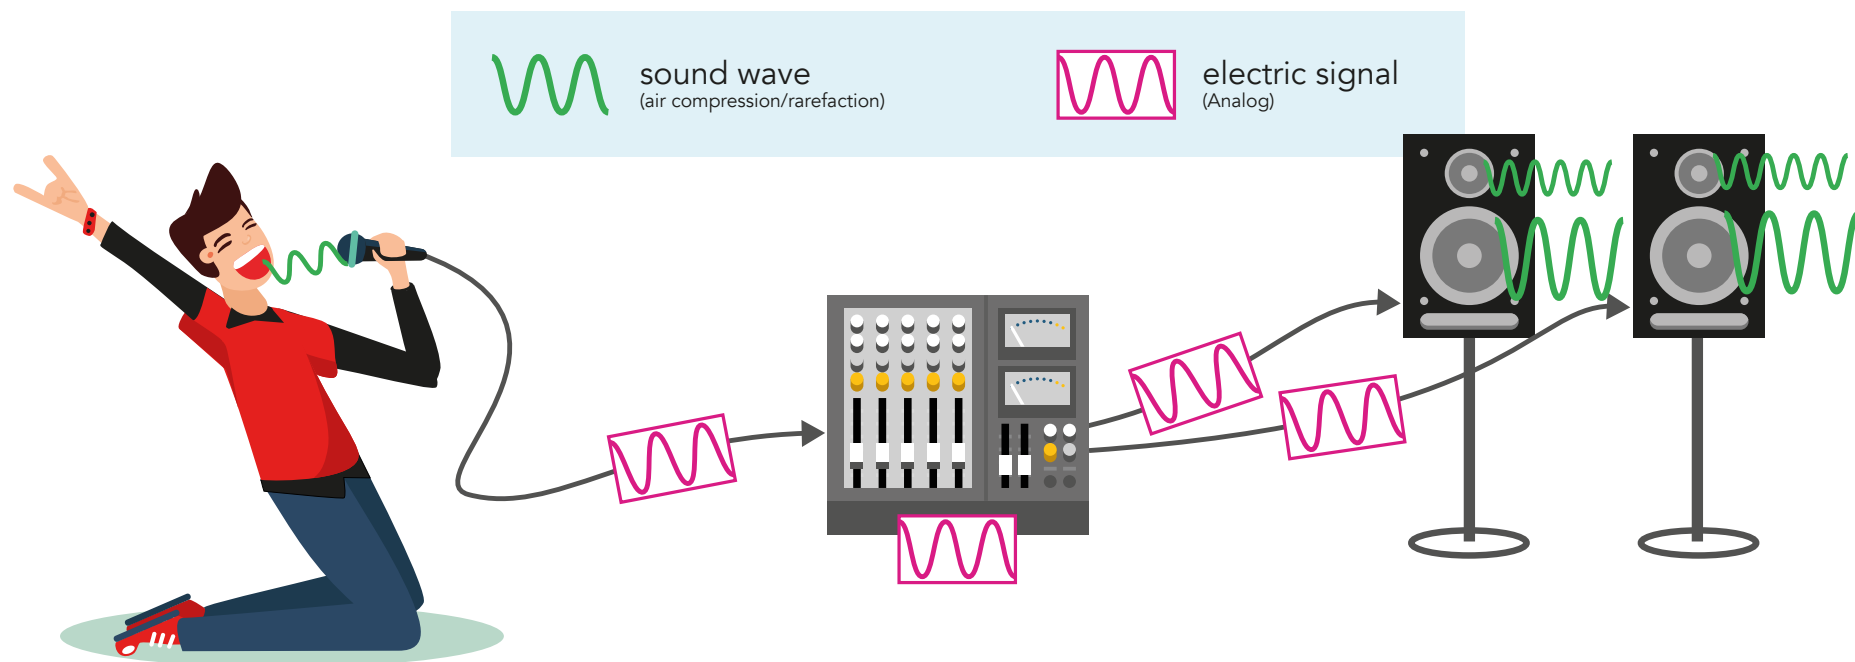 sound wave
(air compression/rarefaction)
electric signal
(Analog)